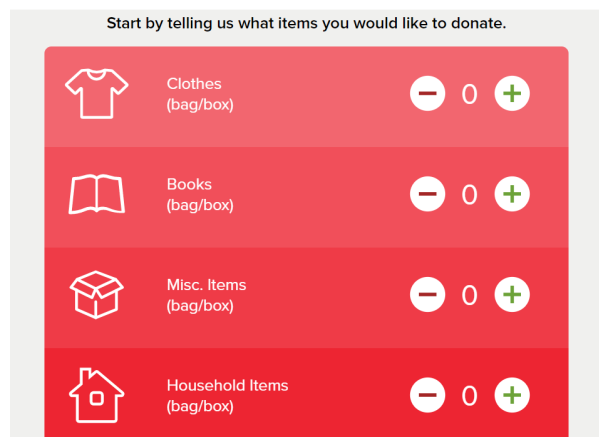 Start by telling us what items you would like to donate.
Clothes
(bag/box)
0
Books
(bag/box)
0
Misc. Items
(bag/box)
0
Household Items
(bag/box)
0